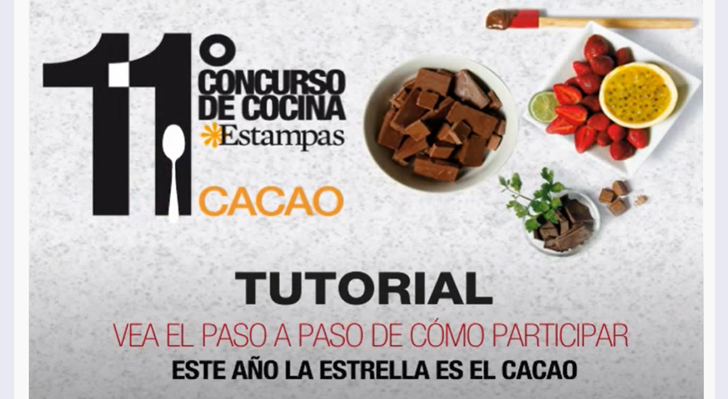 11º
CONCURSO
DE COCINA
Estampas
CACAO
TUTORIAL
VEA EL PASO A PASO DE CÓMO PARTICIPAR
ESTE AÑO LA ESTRELLA ES EL CACAO